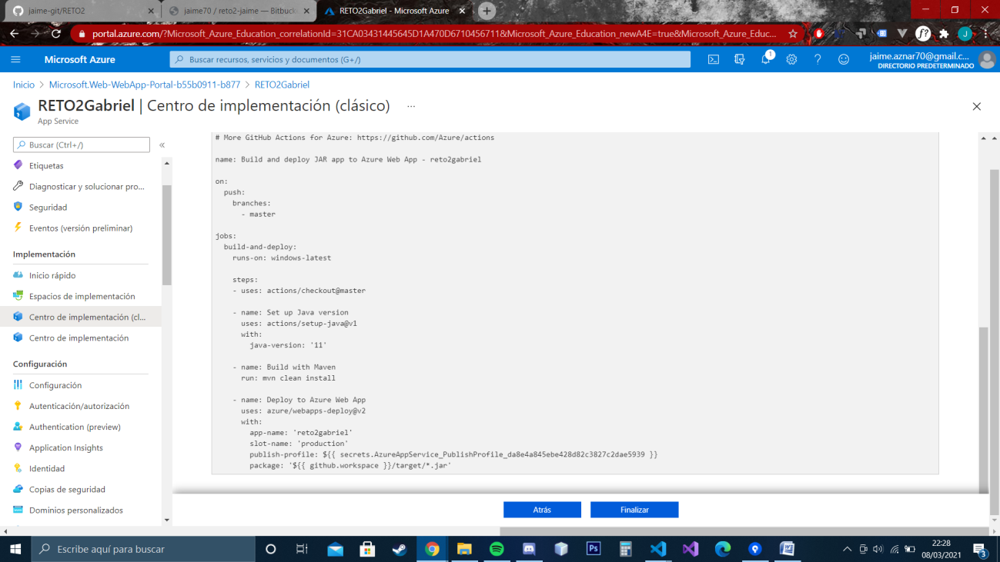 jaime-git/RETO2
jaime70 / reto2-jaime — Bitbuck
RETO2Gabriel - Microsoft Azure
portal.azure.com/?Microsoft_Azure_Education_correlationId=31CA03431445645D1A470D6710456711&Microsoft_Azure_Education_newA4E=true&Microsoft_Azure_Educ...
Microsoft Azure
Buscar recursos, servicios y documentos (G+/)
1
jaime.aznar70@gmail.c...
DIRECTORIO PREDETERMINADO
Inicio > Microsoft.Web-WebApp-Portal-b55b0911-b877 > RETO2Gabriel
RETO2Gabriel | Centro de implementación (clásico) ...
App Service
Buscar (Ctrl+/)
Etiquetas
Diagnosticar y solucionar pro...
Seguridad
Eventos (versión preliminar)
Implementación
Inicio rápido
Espacios de implementación
Centro de implementación (cl...
Centro de implementación
Configuración
Configuración
Autenticación/autorización
Authentication (preview)
Application Insights
Identidad
Copias de seguridad
Dominios personalizados
# More GitHub Actions for Azure: https://github.com/Azure/actions
name: Build and deploy JAR app to Azure Web App - reto2gabriel
on:
push:
branches:
- master
jobs:
build-and-deploy:
runs-on: windows-latest
steps:
- uses: actions/checkout@master
- name: Set up Java version
uses: actions/setup-java@v1
with:
java-version: '11'
- name: Build with Maven
run: mvn clean install
- name: Deploy to Azure Web App
uses: azure/webapps-deploy@v2
with:
app-name: 'reto2gabriel'
slot-name: 'production'
publish-profile: ${{ secrets.AzureAppService_PublishProfile_da8e4a845ebe428d82c3827c2dae5939 }}
package: '${{ github.workspace }}/target/*.jar'
Atrás
Finalizar
Escribe aquí para buscar
22:28
08/03/2021
3